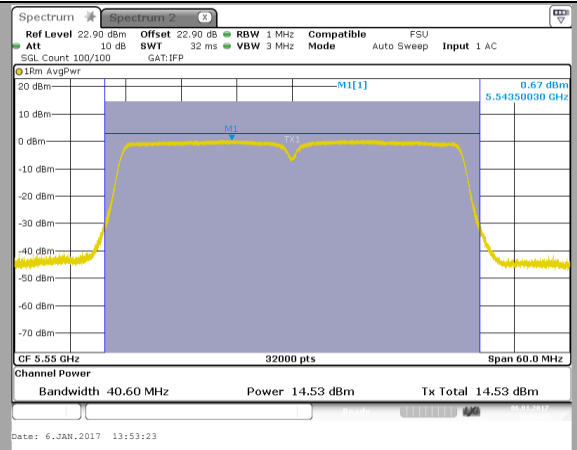 Spectrum Spectrum 2 X
Ref Level 22.90 dBm Offset 22.90 dB RBW 1 MHz Compatible FSU
Att 10 dB SWT 32 ms VBW 3 MHz Mode Auto Sweep Input 1 AC
SGL Count 100/100 GAT:IFP
1Rm AvgPwr
20 dBm M1[1] 0.67 dBm
5.54350030 GHz
10 dBm
M1
0 dBm TX1
-10 dBm
-20 dBm
-30 dBm
-40 dBm
-50 dBm
-60 dBm
-70 dBm
CF 5.55 GHz 32000 pts Span 60.0 MHz
Channel Power
Bandwidth 40.60 MHz Power 14.53 dBm Tx Total 14.53 dBm
Ready 06.01.2017
Date: 6.JAN.2017 13:53:23